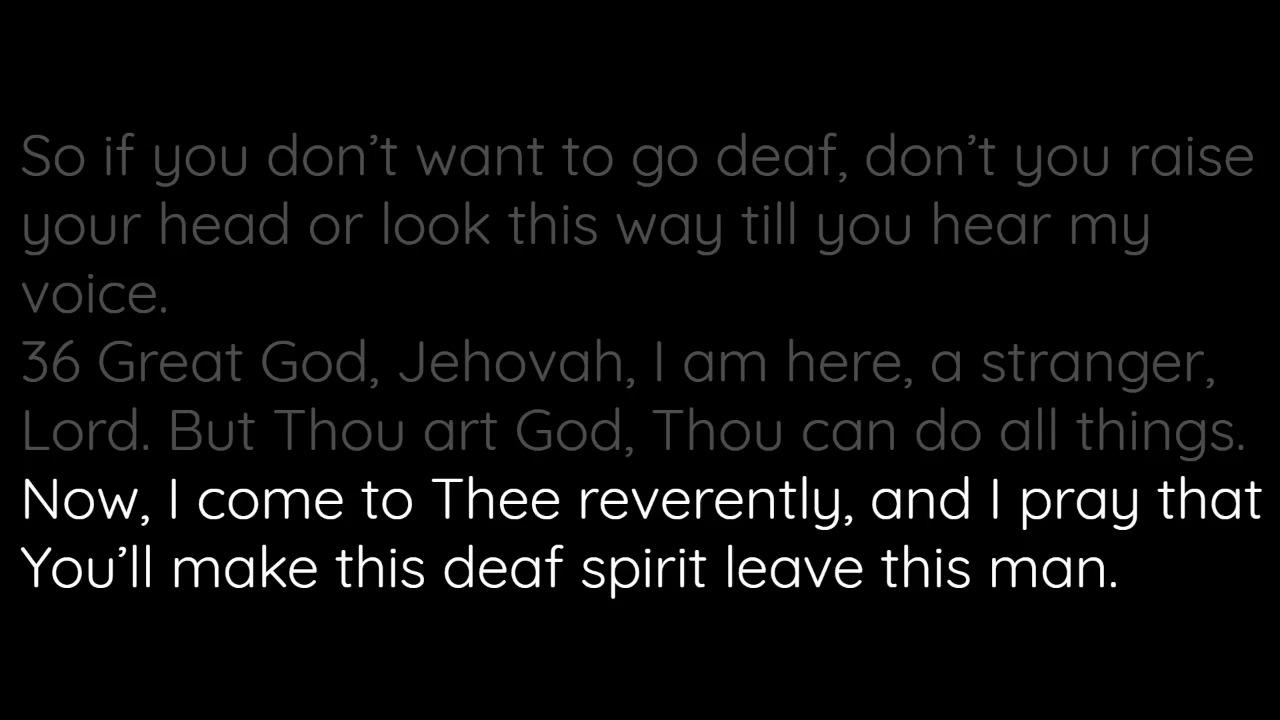 So if you don’t want to go deaf, don’t you raise
your head or look this way till you hear my
voice.
36 Great God, Jehovah, I am here, a stranger,
Lord. But Thou art God, Thou can do all things.
Now, I come to Thee reverently, and I pray that
You’ll make this deaf spirit leave this man.